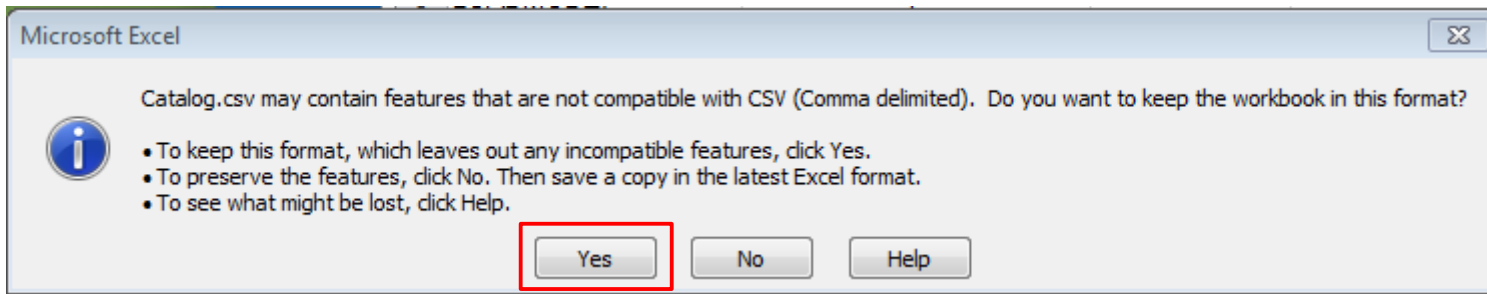 Microsoft Excel
Catalog.csv may contain features that are not compatible with CSV (Comma delimited).  Do you want to keep the workbook in this format?
• To keep this format, which leaves out any incompatible features, click Yes.
• To preserve the features, click No. Then save a copy in the latest Excel format.
• To see what might be lost, click Help.
Yes No Help